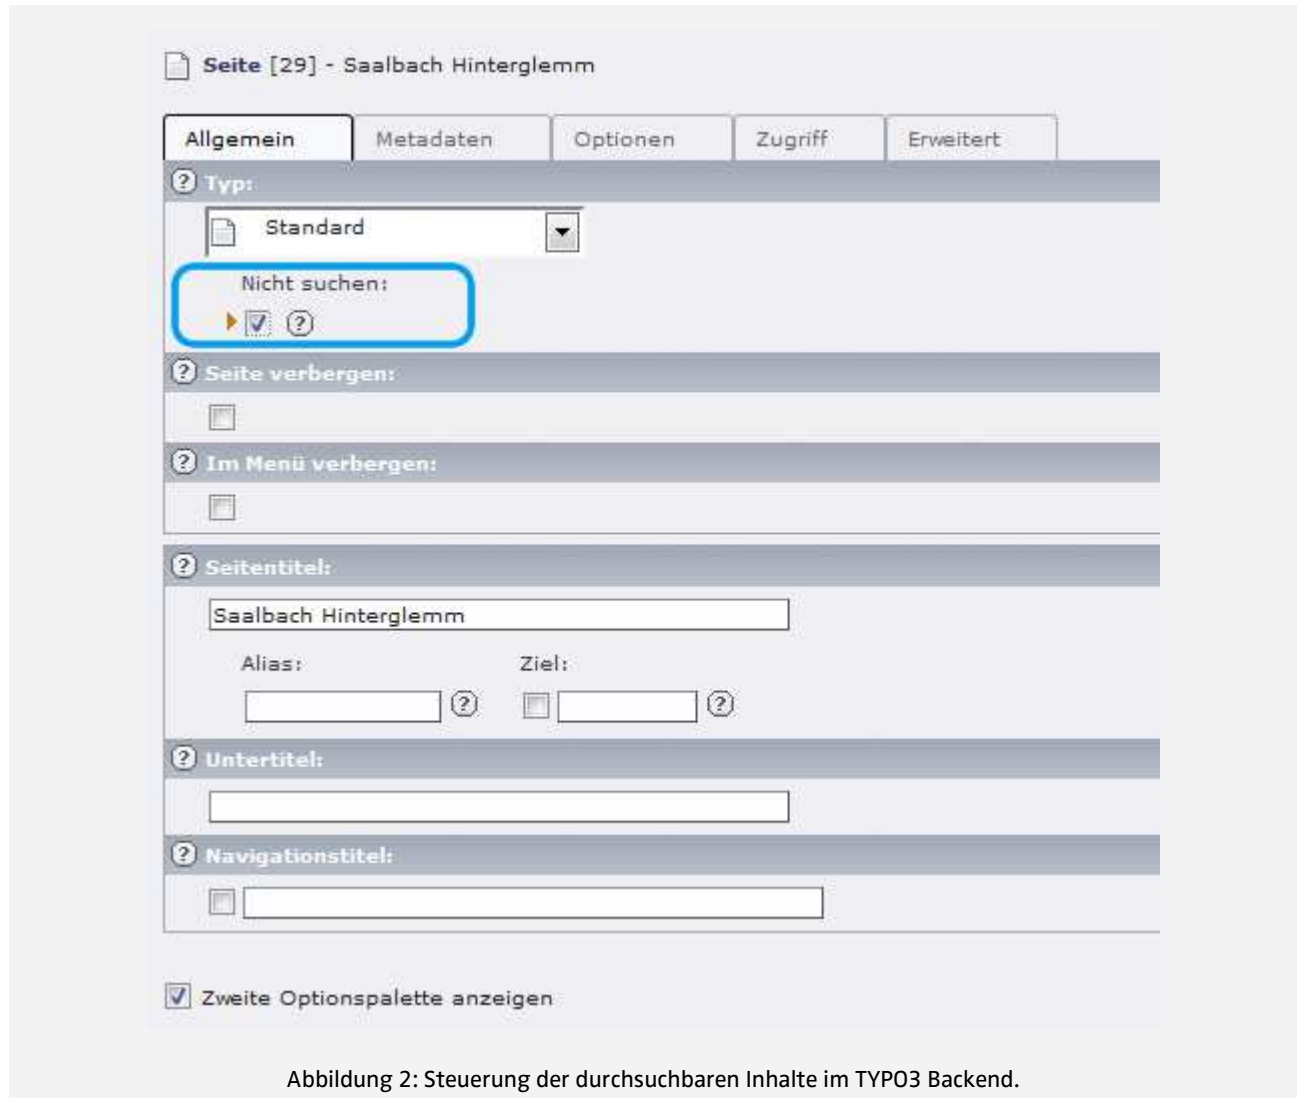 Seite [29] - Saalbach Hinterglemm
Allgemein Metadaten Optionen Zugriff Erweitert
Typ:
Standard
Nicht suchen:
Seite verbergen:
Im Menü verbergen:
Seitentitel:
Saalbach Hinterglemm
Alias: Ziel:
Untertitel:
Navigationstitel:
Zweite Optionspalette anzeigen
Abbildung 2: Steuerung der durchsuchbaren Inhalte im TYPO3 Backend.